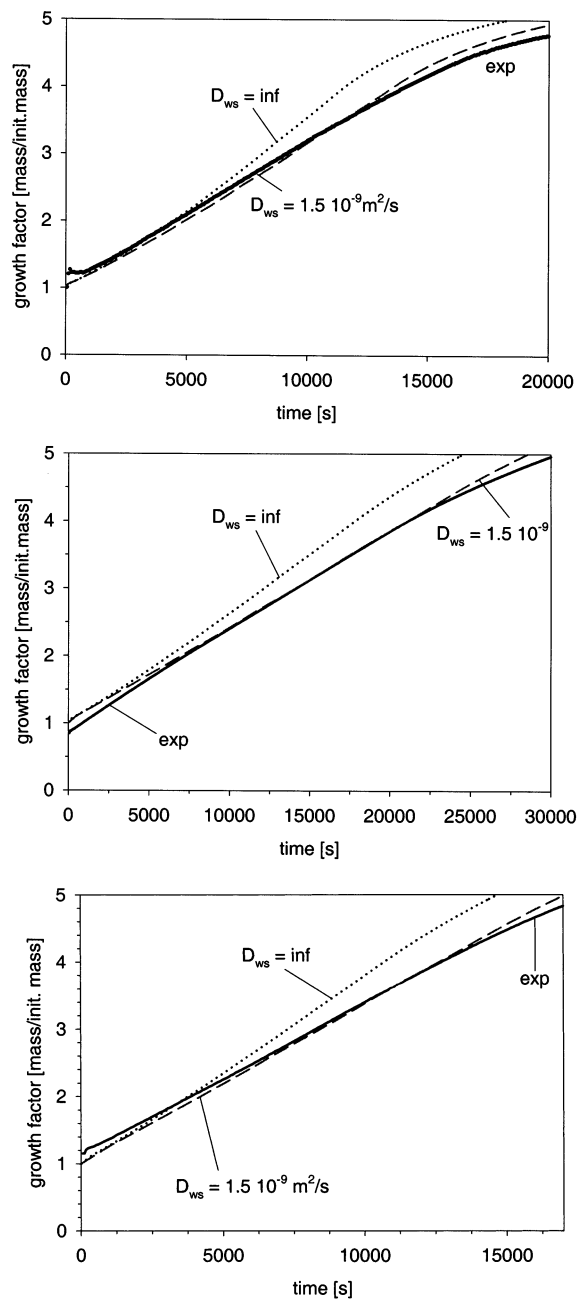 growth factor [mass/init.mass]
5
4
3
2
1
0
D_ws = inf
exp
D_ws = 1.5 10^-9 m^2/s
0 5000 10000 15000 20000
time [s]
growth factor [mass/init.mass]
5
4
3
2
1
0
D_ws = inf
D_ws = 1.5 10^-9
exp
0 5000 10000 15000 20000 25000 30000
time [s]
growth factor [mass/init. mass]
5
4
3
2
1
0
D_ws = inf
exp
D_ws = 1.5 10^-9 m^2/s
0 5000 10000 15000
time [s]